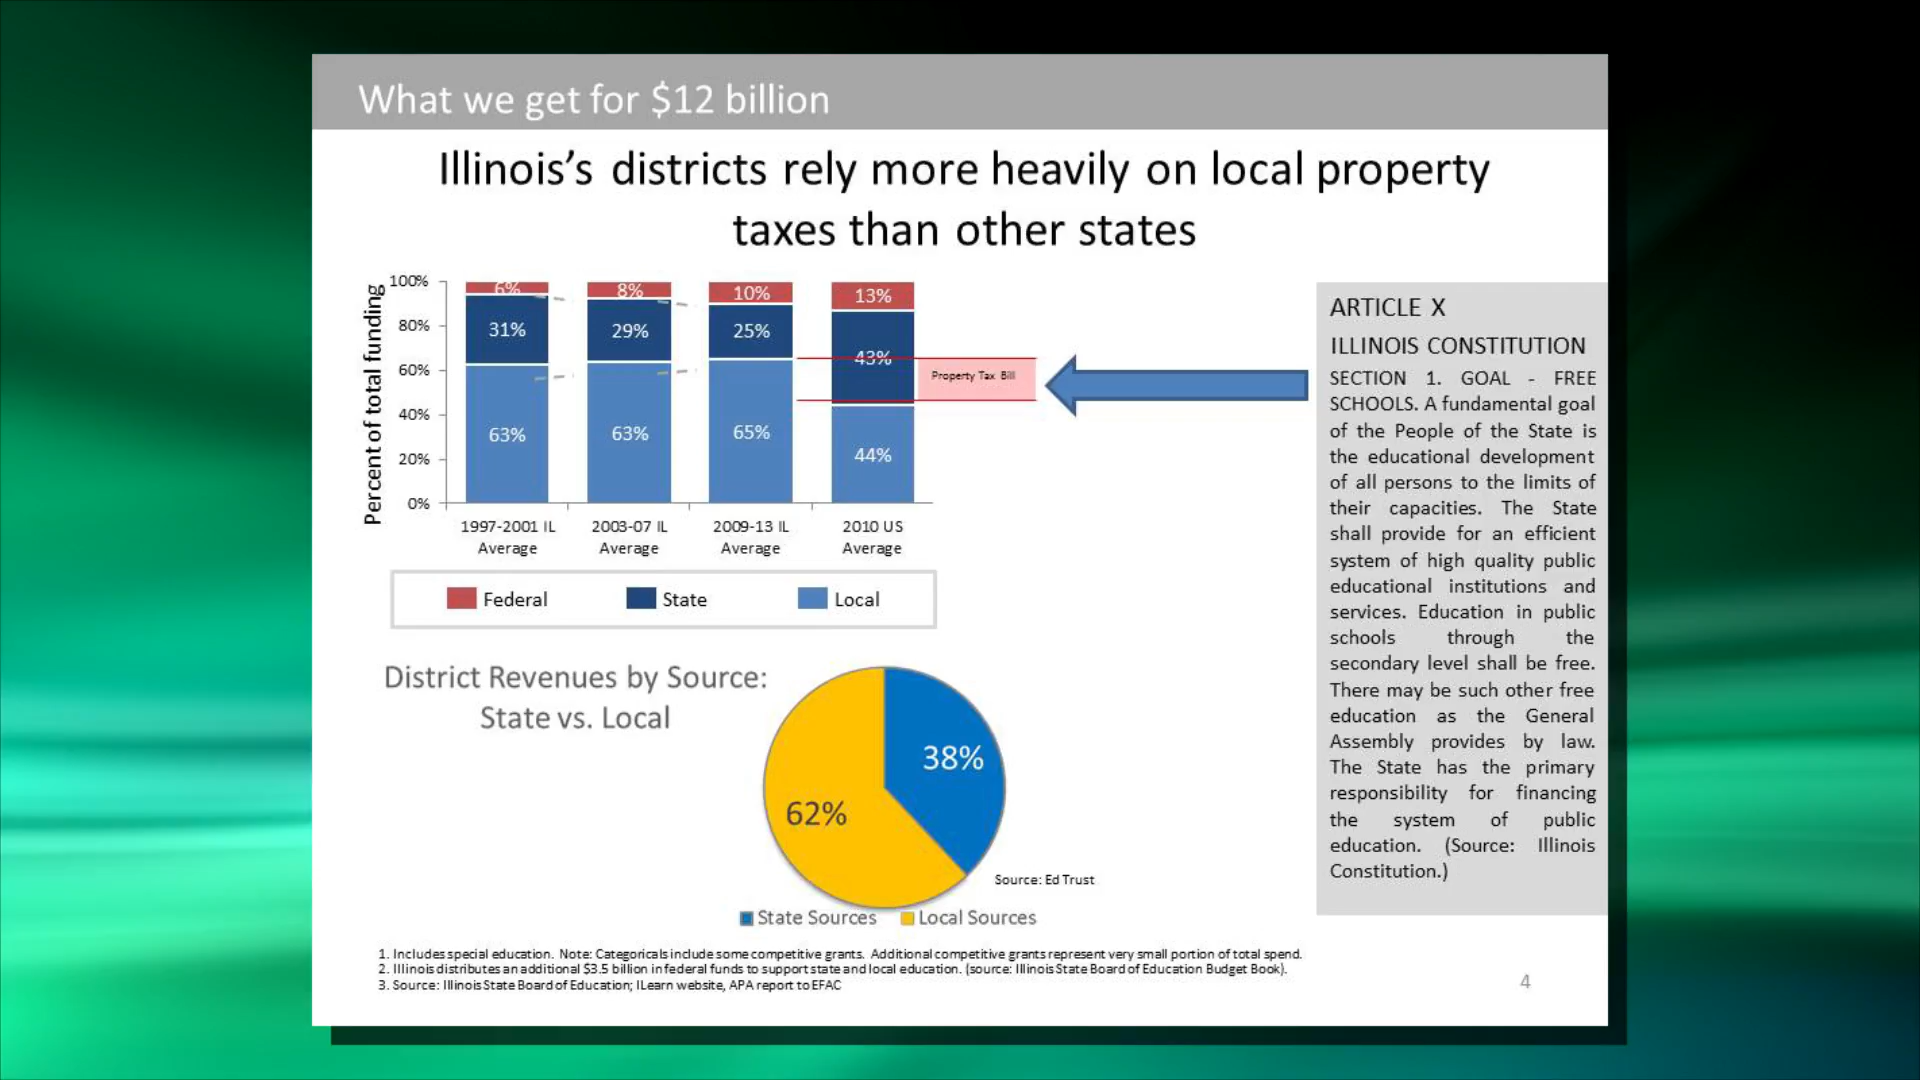 What we get for $12 billion
Illinois's districts rely more heavily on local property
taxes than other states
Percent of total funding
100%
80%
60%
40%
20%
0%
6%
8%
10%
13%
31%
29%
25%
43%
63%
63%
65%
44%
Property Tax Bill
1997-2001 IL
Average
2003-07 IL
Average
2009-13 IL
Average
2010 US
Average
Federal
State
Local
District Revenues by Source:
State vs. Local
38%
62%
Source: Ed Trust
State Sources
Local Sources
ARTICLE X
ILLINOIS CONSTITUTION
SECTION 1. GOAL - FREE
SCHOOLS. A fundamental goal
of the People of the State is
the educational development
of all persons to the limits of
their capacities. The State
shall provide for an efficient
system of high quality public
educational institutions and
services. Education in public
schools through the
secondary level shall be free.
There may be such other free
education as the General
Assembly provides by law.
The State has the primary
responsibility for financing
the system of public
education. (Source: Illinois
Constitution.)
1. Includes special education. Note: Categoricals include some competitive grants. Additional competitive grants represent very small portion of total spend.
2. Illinois distributes an additional $3.5 billion in federal funds to support state and local education. (source: Illinois State Board of Education Budget Book).
3. Source: Illinois State Board of Education; ILearn website, APA report to EFAC
4